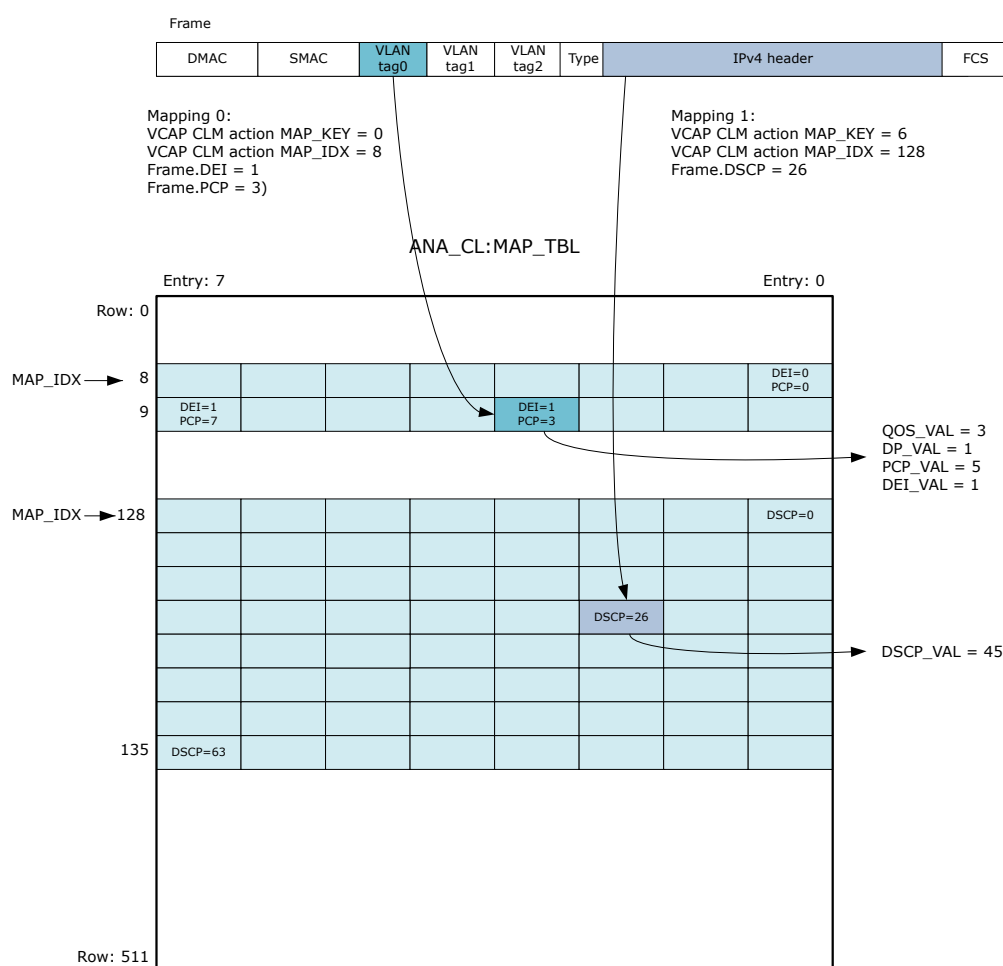 Frame
DMAC SMAC VLAN tag0 VLAN tag1 VLAN tag2 Type IPv4 header FCS
Mapping 0:
VCAP CLM action MAP_KEY = 0
VCAP CLM action MAP_IDX = 8
Frame.DEI = 1
Frame.PCP = 3)
Mapping 1:
VCAP CLM action MAP_KEY = 6
VCAP CLM action MAP_IDX = 128
Frame.DSCP = 26
ANA_CL:MAP_TBL
Entry: 7 Entry: 0
Row: 0
MAP_IDX 8
DEI=0
PCP=0
9
DEI=1
PCP=7
DEI=1
PCP=3
QOS_VAL = 3
DP_VAL = 1
PCP_VAL = 5
DEI_VAL = 1
MAP_IDX 128 DSCP=0
DSCP=26
DSCP_VAL = 45
135 DSCP=63
Row: 511